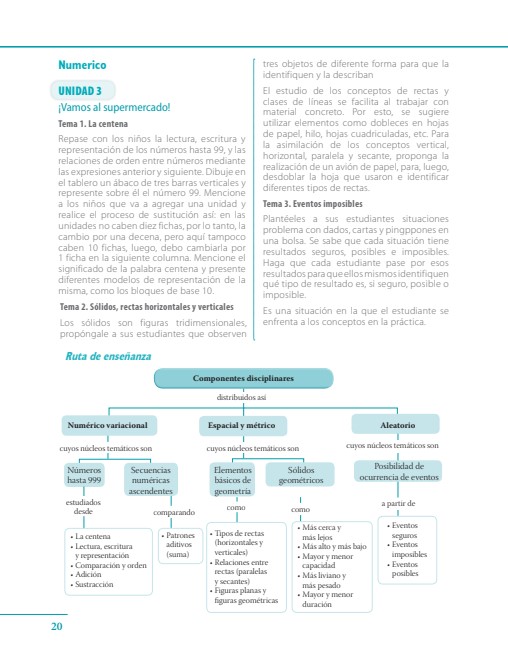 Numerico
UNIDAD 3
¡Vamos al supermercado!
Tema 1. La centena
Repase con los niños la lectura, escritura y
representación de los números hasta 99, y las
relaciones de orden entre números mediante
las expresiones anterior y siguiente. Dibuje en
el tablero un ábaco de tres barras verticales y
represente sobre él el número 99. Mencione
a los niños que va a agregar una unidad y
realice el proceso de sustitución así: en las
unidades no caben diez fichas, por lo tanto, la
cambio por una decena, pero aquí tampoco
caben 10 fichas, luego, debo cambiarla por
1 ficha en la siguiente columna. Mencione el
significado de la palabra centena y presente
diferentes modelos de representación de la
misma, como los bloques de base 10.
Tema 2. Sólidos, rectas horizontales y verticales
Los sólidos son figuras tridimensionales,
propóngale a sus estudiantes que observen
tres objetos de diferente forma para que la
identifiquen y la describan
El estudio de los conceptos de rectas y
clases de líneas se facilita al trabajar con
material concreto. Por esto, se sugiere
utilizar elementos como dobleces en hojas
de papel, hilo, hojas cuadriculadas, etc. Para
la asimilación de los conceptos vertical,
horizontal, paralela y secante, proponga la
realización de un avión de papel, para, luego,
desdoblar la hoja que usaron e identificar
diferentes tipos de rectas.
Tema 3. Eventos imposibles
Plantéeles a sus estudiantes situaciones
problema con dados, cartas y pingppones en
una bolsa. Se sabe que cada situación tiene
resultados seguros, posibles e imposibles.
Haga que cada estudiante pase por esos
resultados para que ellos mismos identifiquen
qué tipo de resultado es, si seguro, posible o
imposible.
Es una situación en la que el estudiante se
enfrenta a los conceptos en la práctica.
Ruta de enseñanza
Componentes disciplinares
distribuidos asi
Numérico variacional
Espacial y métrico
Aleatorio
cuyos núcleos temáticos son
cuyos núcleos temáticos son
cuyos núcleos temáticos son
Números
hasta 999
Secuencias
numéricas
ascendentes
Elementos
básicos de
geometría
Sólidos
geométricos
Posibilidad de
ocurrencia de eventos
estudiados
desde
comparando
como
como
a partir de
• La centena
• Lectura, escritura
y representación
• Comparación y orden
• Adición
• Sustracción
• Patrones
aditivos
(suma)
• Tipos de rectas
(horizontales y
verticales)
• Relaciones entre
rectas (paralelas
y secantes)
• Figuras planas y
figuras geométricas
• Más cerca y
más lejos
• Más alto y más bajo
• Mayor y menor
capacidad
• Más liviano y
más pesado
• Mayor y menor
duración
• Eventos
seguros
• Eventos
imposibles
• Eventos
posibles
20